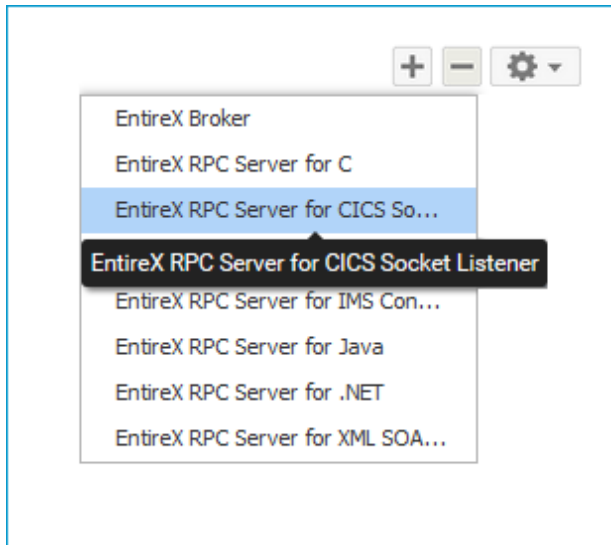 EntireX Broker
EntireX RPC Server for C
EntireX RPC Server for CICS So...
EntireX RPC Server for CICS Socket Listener
EntireX RPC Server for IMS Con...
EntireX RPC Server for Java
EntireX RPC Server for .NET
EntireX RPC Server for XML SOA...